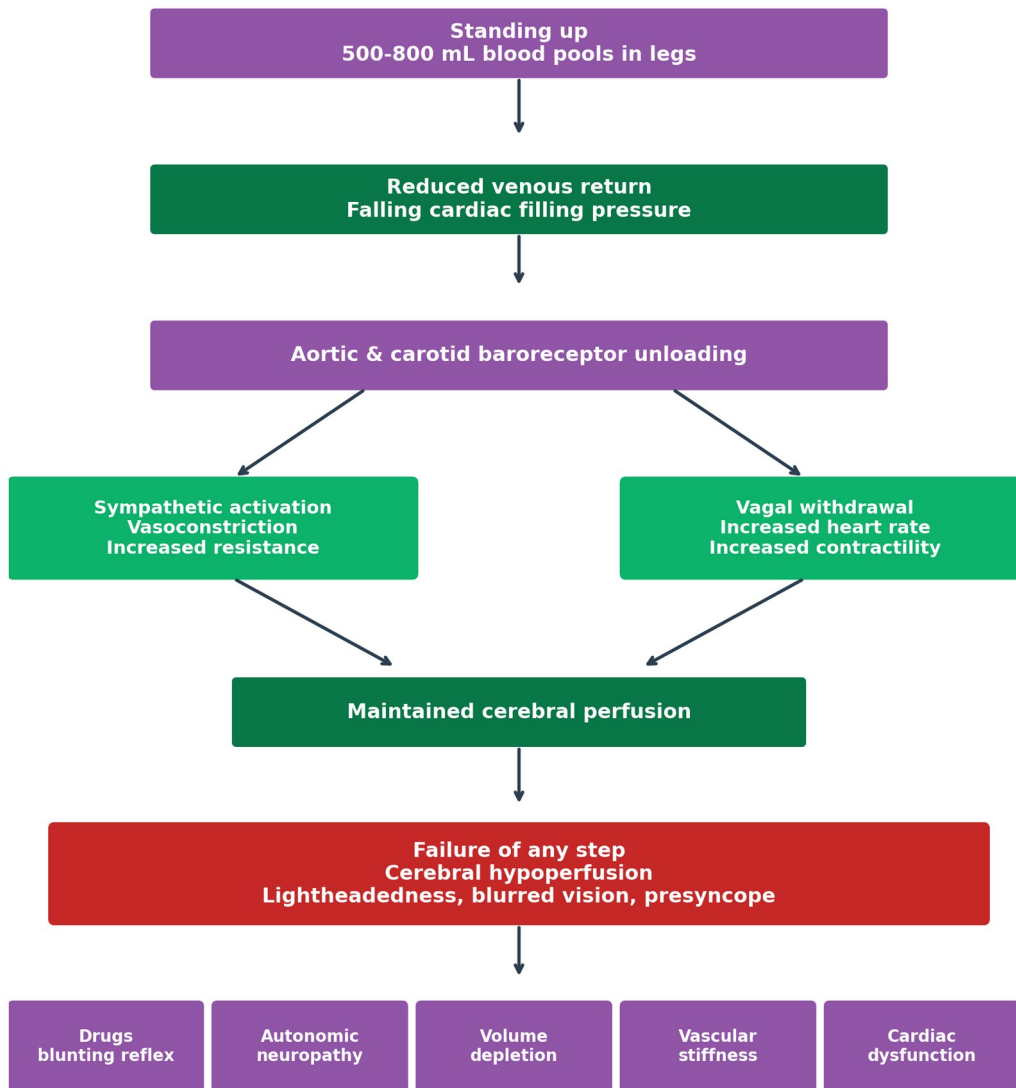 Standing up
500-800 mL blood pools in legs
Reduced venous return
Falling cardiac filling pressure
Aortic & carotid baroreceptor unloading
Sympathetic activation
Vasoconstriction
Increased resistance
Vagal withdrawal
Increased heart rate
Increased contractility
Maintained cerebral perfusion
Failure of any step
Cerebral hypoperfusion
Lightheadedness, blurred vision, presyncope
Drugs
blunting reflex
Autonomic
neuropathy
Volume
depletion
Vascular
stiffness
Cardiac
dysfunction